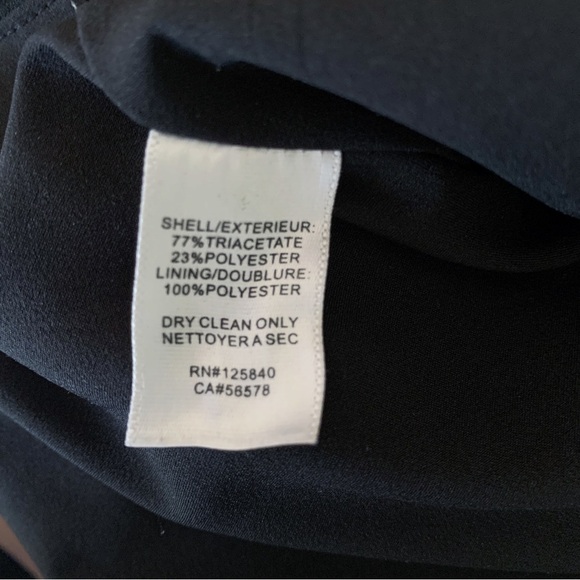 SHELL/EXTERIEUR:
77%TRIACETATE
23%POLYESTER
LINING/DOUBLURE:
100%POLYESTER
DRY CLEAN ONLY
NETTOYER A SEC
RN#125840
CA#56578